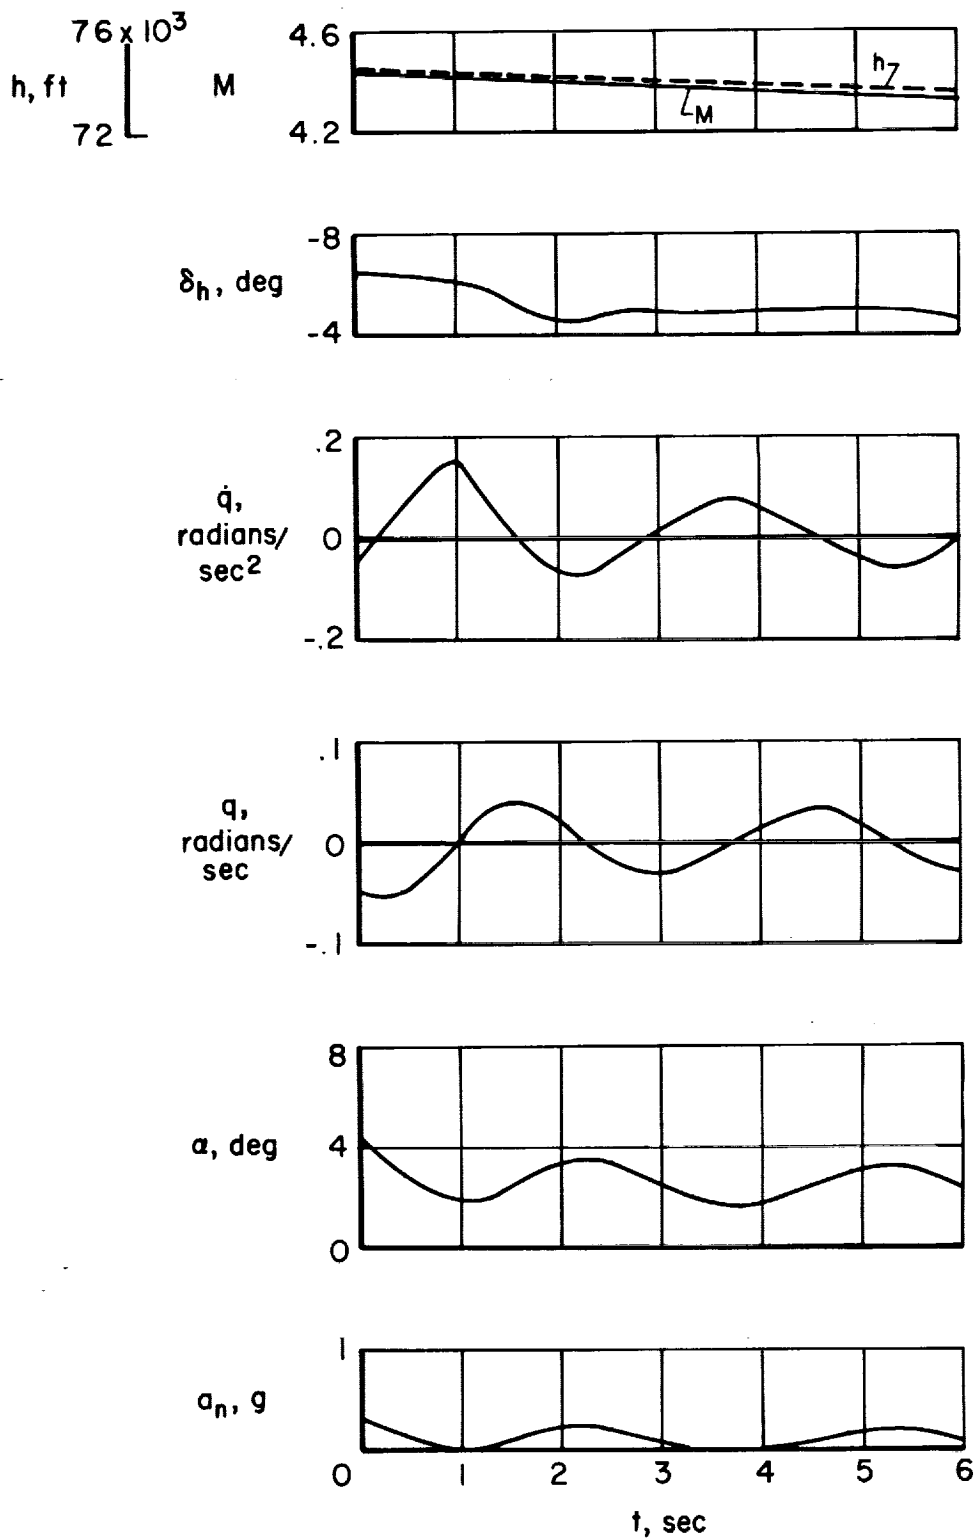 76 x 10³
h, ft
72
M
4.6
4.2
h
M
δh, deg
-8
-4
q̇,
radians/
sec²
.2
0
-.2
q,
radians/
sec
.1
0
-.1
α, deg
8
4
0
an, g
1
0 1 2 3 4 5 6
t, sec